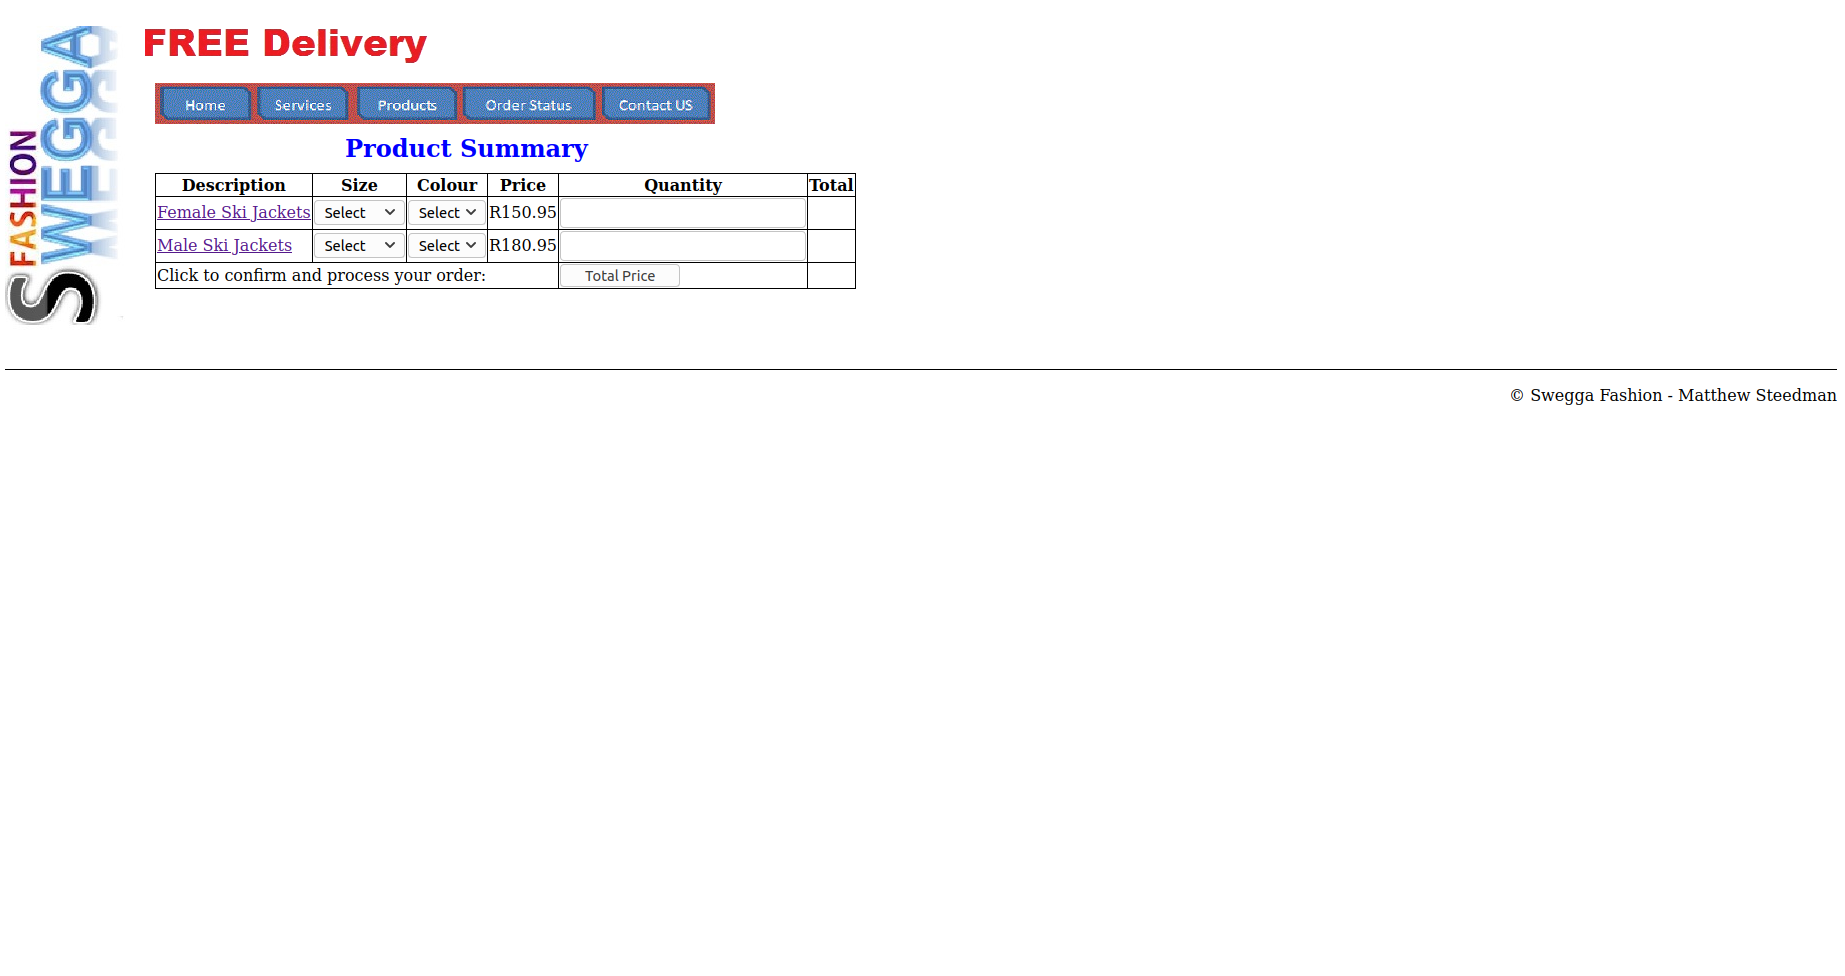 SWEGGA
FASHION
S
FREE Delivery
Home Services Products Order Status Contact US
Product Summary
Description Size Colour Price Quantity Total
Female Ski Jackets Select Select R150.95
Male Ski Jackets Select Select R180.95
Click to confirm and process your order: Total Price
© Swegga Fashion - Matthew Steedman